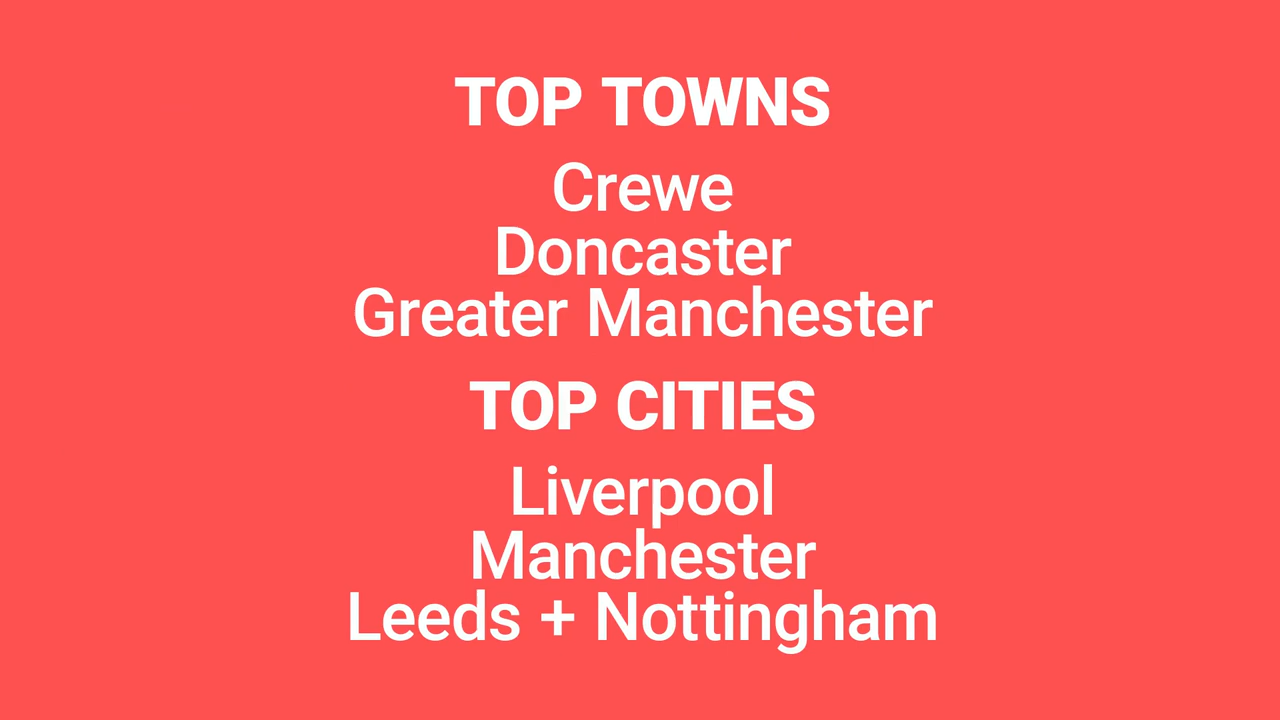 TOP TOWNS
Crewe
Doncaster
Greater Manchester
TOP CITIES
Liverpool
Manchester
Leeds + Nottingham